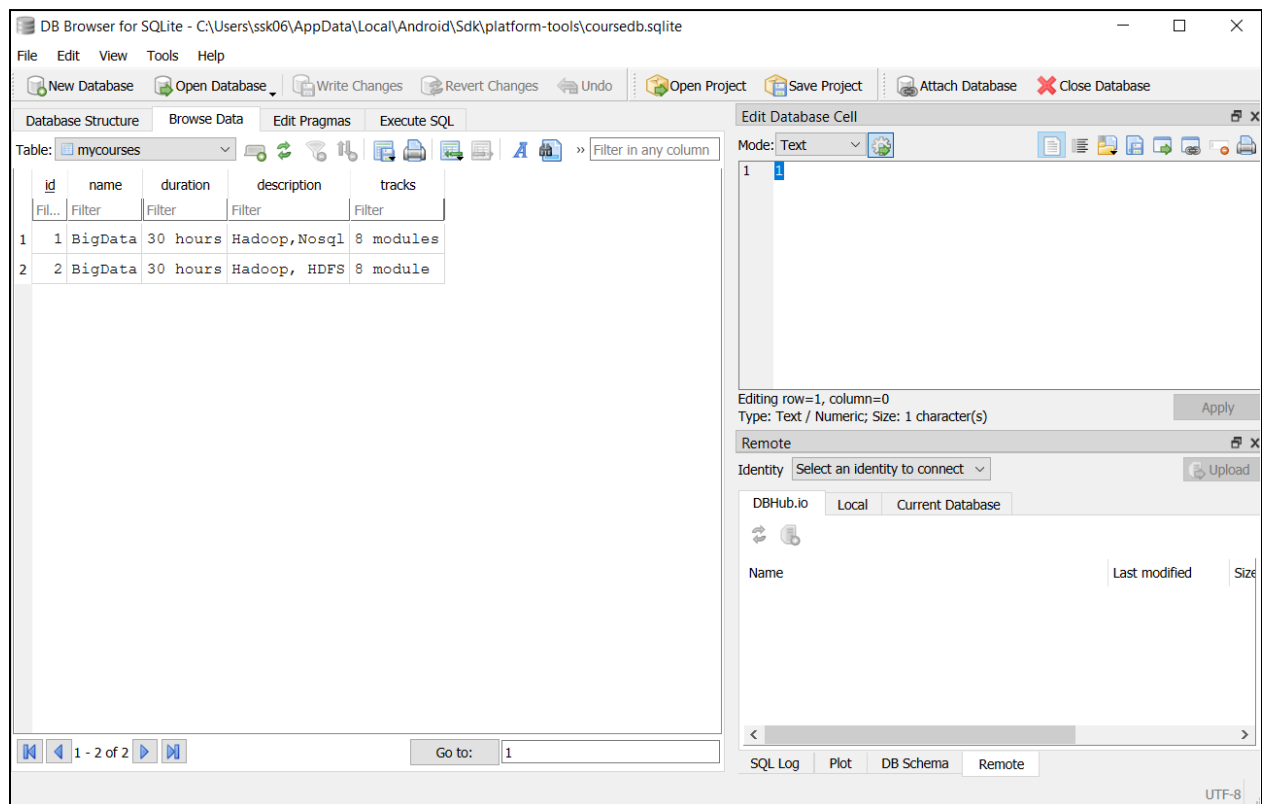 DB Browser for SQLite - C:\Users\ssk06\AppData\Local\Android\Sdk\platform-tools\coursedb.sqlite
File Edit View Tools Help
New Database Open Database Write Changes Revert Changes Undo Open Project Save Project Attach Database Close Database
Database Structure Browse Data Edit Pragmas Execute SQL
Table: mycourses » Filter in any column
id name duration description tracks
Fil... Filter Filter Filter Filter
1 1 BigData 30 hours Hadoop,Nosql 8 modules
2 2 BigData 30 hours Hadoop, HDFS 8 module
1 - 2 of 2 Go to: 1
Edit Database Cell
Mode: Text
1 1
Editing row=1, column=0
Type: Text / Numeric; Size: 1 character(s)
Apply
Remote
Identity Select an identity to connect Upload
DBHub.io Local Current Database
Name Last modified Size
SQL Log Plot DB Schema Remote
UTF-8